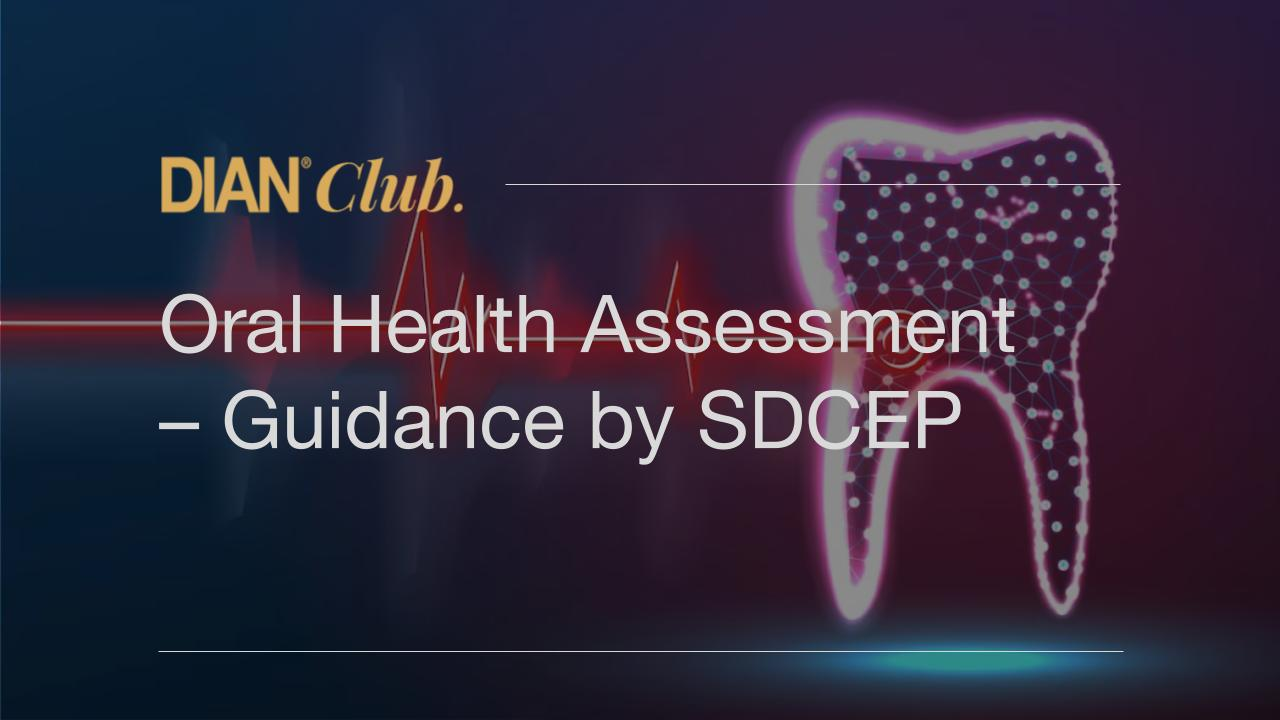 DIAN® Club.
Oral Health Assessment
– Guidance by SDCEP